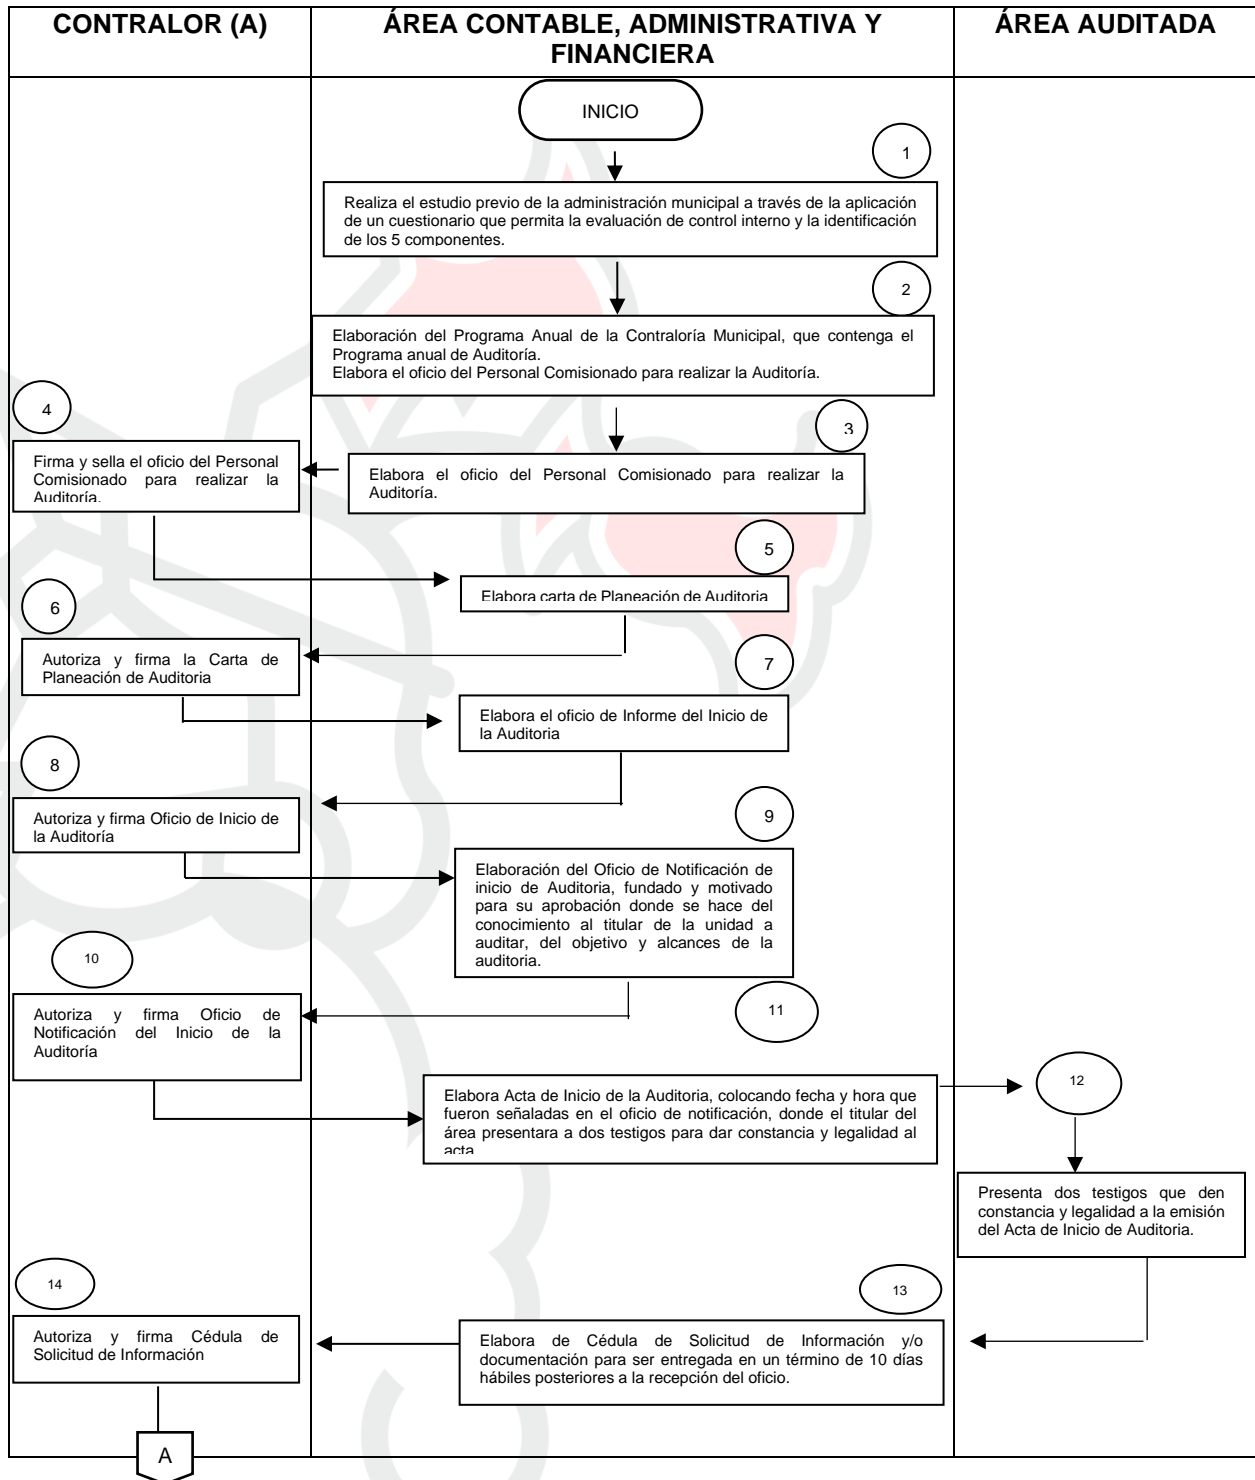 CONTRALOR (A)
ÁREA CONTABLE, ADMINISTRATIVA Y
FINANCIERA
ÁREA AUDITADA
INICIO
1
Realiza el estudio previo de la administración municipal a través de la aplicación
de un cuestionario que permita la evaluación de control interno y la identificación
de los 5 componentes.
2
Elaboración del Programa Anual de la Contraloría Municipal, que contenga el
Programa anual de Auditoría.
Elabora el oficio del Personal Comisionado para realizar la Auditoría.
3
Elabora el oficio del Personal Comisionado para realizar la
Auditoría.
4
Firma y sella el oficio del Personal
Comisionado para realizar la
Auditoría.
5
Elabora carta de Planeación de Auditoria
6
Autoriza y firma la Carta de
Planeación de Auditoria
7
Elabora el oficio de Informe del Inicio de
la Auditoria
8
Autoriza y firma Oficio de Inicio de
la Auditoría
9
Elaboración del Oficio de Notificación de
inicio de Auditoria, fundado y motivado
para su aprobación donde se hace del
conocimiento al titular de la unidad a
auditar, del objetivo y alcances de la
auditoria.
10
Autoriza y firma Oficio de
Notificación del Inicio de la
Auditoría
11
Elabora Acta de Inicio de la Auditoria, colocando fecha y hora que
fueron señaladas en el oficio de notificación, donde el titular del
área presentara a dos testigos para dar constancia y legalidad al
acta
12
Presenta dos testigos que den
constancia y legalidad a la emisión
del Acta de Inicio de Auditoria.
13
Elabora de Cédula de Solicitud de Información y/o
documentación para ser entregada en un término de 10 días
hábiles posteriores a la recepción del oficio.
14
Autoriza y firma Cédula de
Solicitud de Información
A